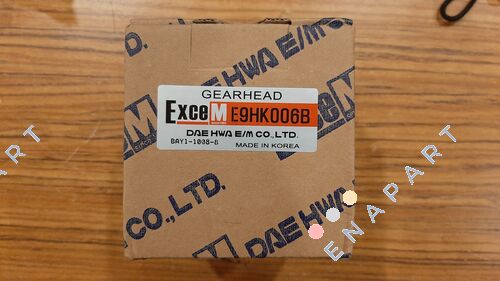 DAE HWA E/M CO.,
GEARHEAD
ExceM E9HK006B
DAE HWA E/M CO.,LTD.
BAY1-1008-8 MADE IN KOREA
CO.,LTD.
DAE HWA
ENAPART
ENAPART